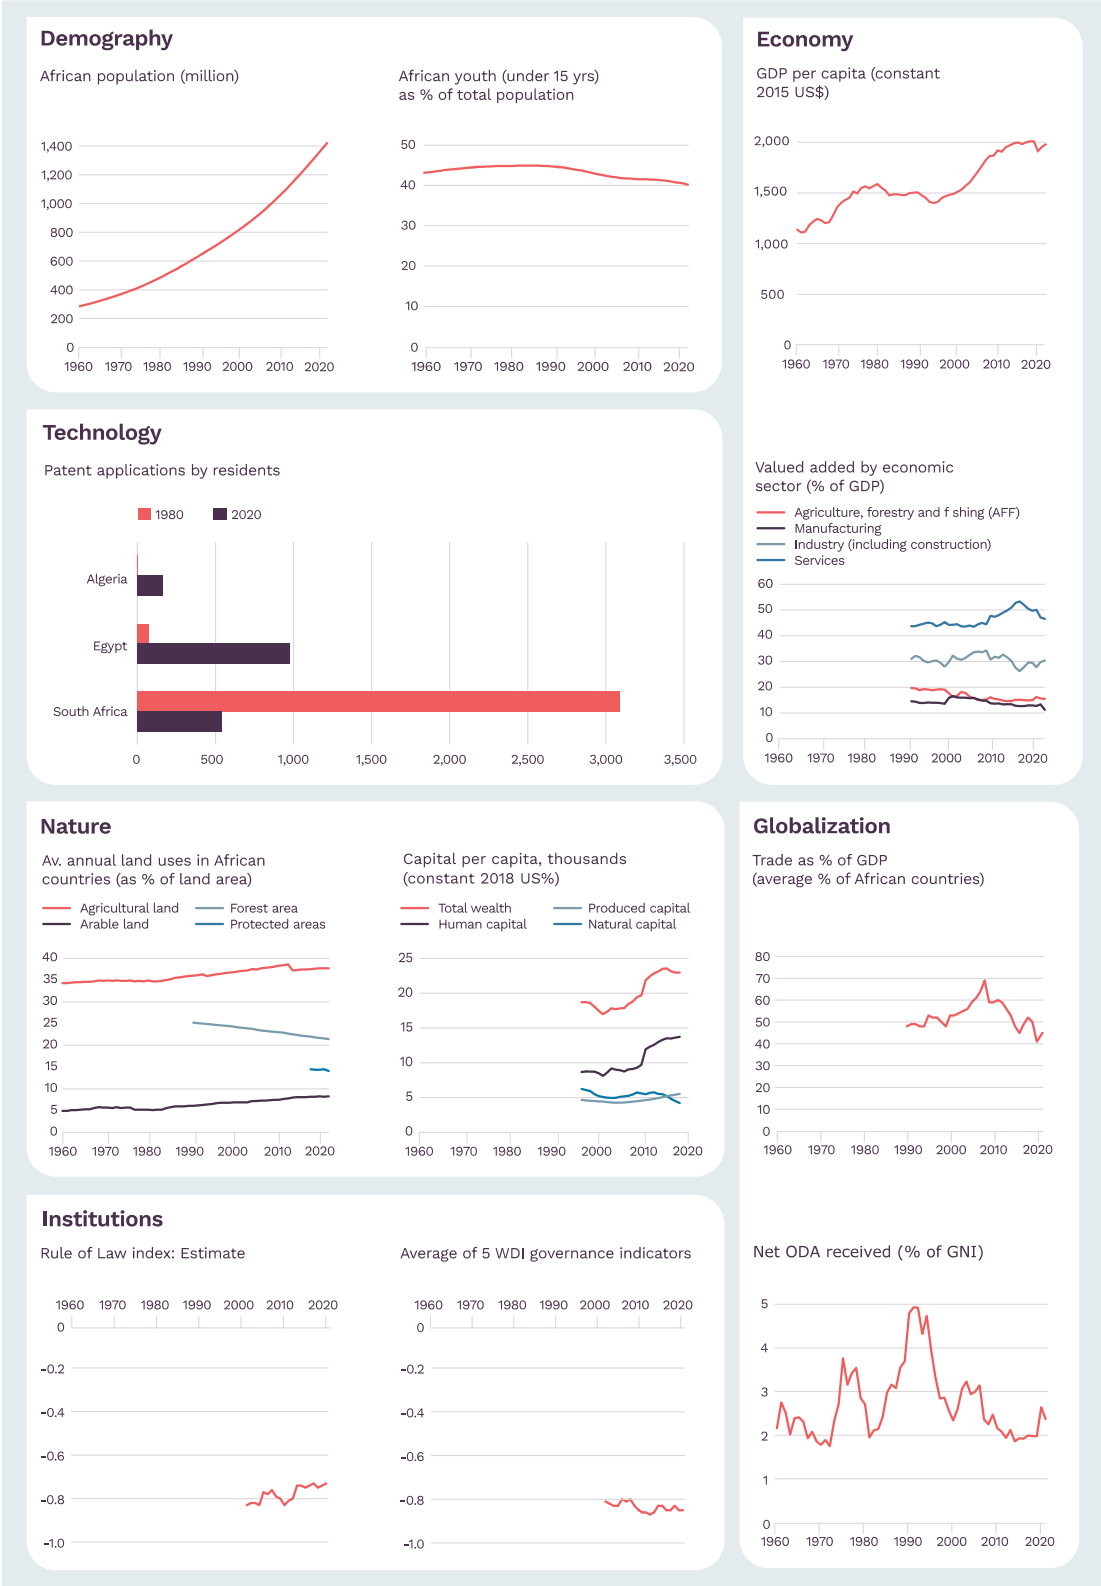 Demography
African population (million)
1,400
1,200
1,000
800
600
400
200
0
1960 1970 1980 1990 2000 2010 2020
African youth (under 15 yrs)
as % of total population
50
40
30
20
10
0
1960 1970 1980 1990 2000 2010 2020
Economy
GDP per capita (constant
2015 US$)
2,000
1,500
1,000
500
0
1960 1970 1980 1990 2000 2010 2020
Valued added by economic
sector (% of GDP)
Agriculture, forestry and f shing (AFF)
Manufacturing
Industry (including construction)
Services
60
50
40
30
20
10
0
1960 1970 1980 1990 2000 2010 2020
Technology
Patent applications by residents
1980 2020
Algeria
Egypt
South Africa
0 500 1,000 1,500 2,000 2,500 3,000 3,500
Nature
Av. annual land uses in African
countries (as % of land area)
Agricultural land Forest area
Arable land Protected areas
40
35
30
25
20
15
10
5
0
1960 1970 1980 1990 2000 2010 2020
Capital per capita, thousands
(constant 2018 US%)
Total wealth Produced capital
Human capital Natural capital
25
20
15
10
5
0
1960 1970 1980 1990 2000 2010 2020
Globalization
Trade as % of GDP
(average % of African countries)
80
70
60
50
40
30
20
10
0
1960 1970 1980 1990 2000 2010 2020
Net ODA received (% of GNI)
5
4
3
2
1
0
1960 1970 1980 1990 2000 2010 2020
Institutions
Rule of Law index: Estimate
1960 1970 1980 1990 2000 2010 2020
0
-0.2
-0.4
-0.6
-0.8
-1.0
Average of 5 WDI governance indicators
1960 1970 1980 1990 2000 2010 2020
0
-0.2
-0.4
-0.6
-0.8
-1.0